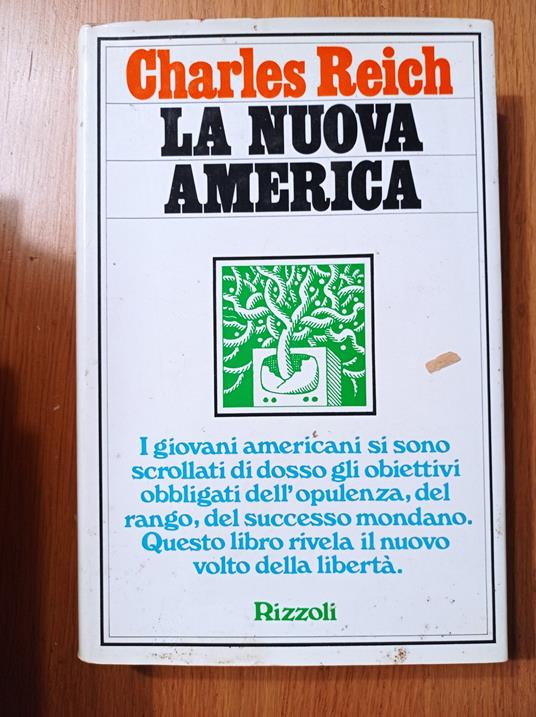 Charles Reich
LA NUOVA
AMERICA
I giovani americani si sono
scrollati di dosso gli obiettivi
obbligati dell'opulenza, del
rango, del successo mondano.
Questo libro rivela il nuovo
volto della libertà.
Rizzoli